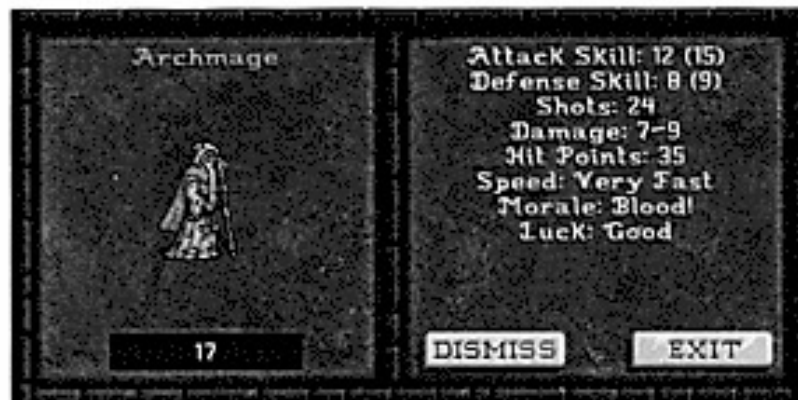 Archmage
17
Attack Skill: 12 (15)
Defense Skill: 8 (9)
Shots: 24
Damage: 7-9
Hit Points: 35
Speed: Very Fast
Morale: Blood!
Luck: Good
DISMISS
EXIT